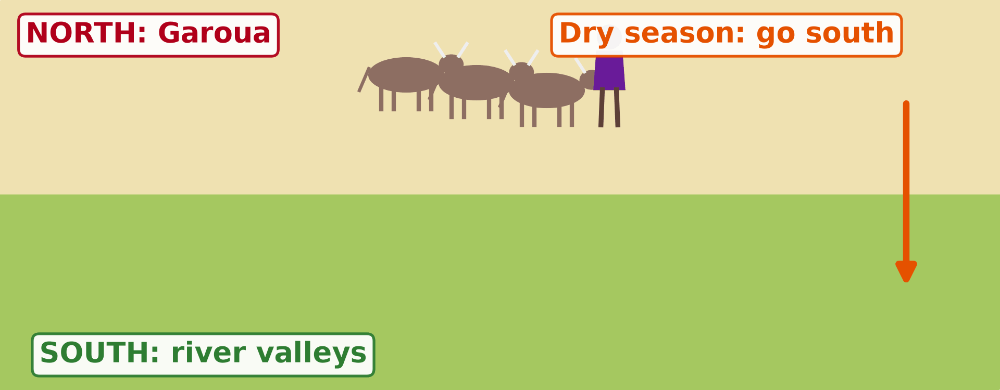 NORTH: Garoua
Dry season: go south
SOUTH: river valleys